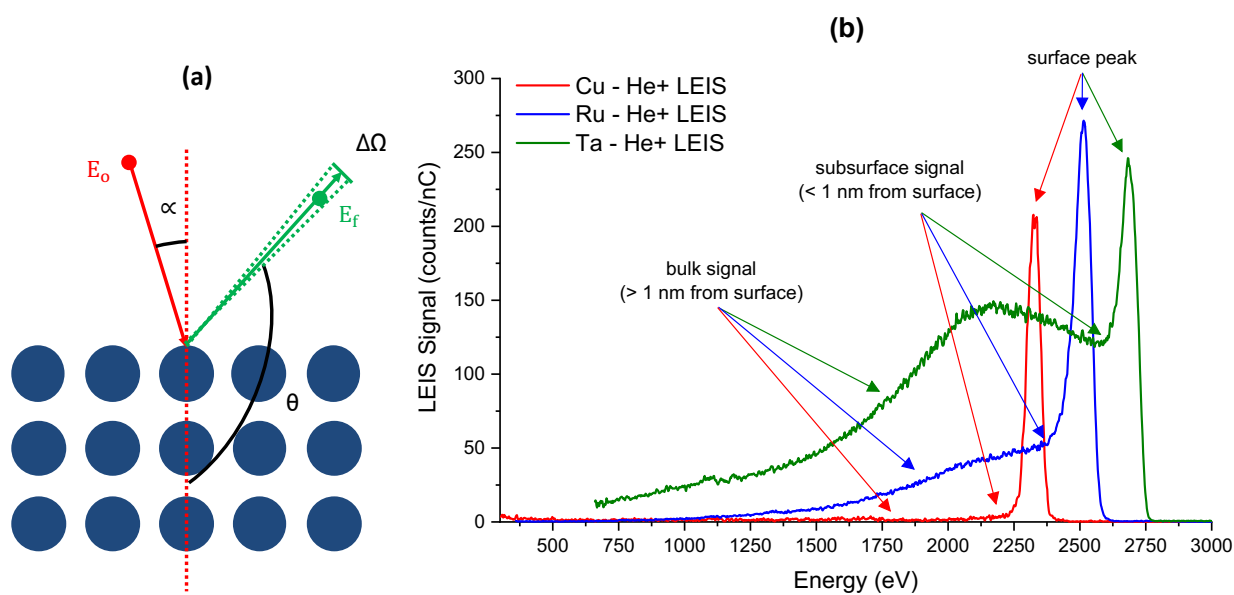 (a)
E₀
∝
ΔΩ
E_f
θ
(b)
surface peak
Cu - He+ LEIS
Ru - He+ LEIS
Ta - He+ LEIS
subsurface signal
(< 1 nm from surface)
bulk signal
(> 1 nm from surface)
LEIS Signal (counts/nC)
300
250
200
150
100
50
0
500 750 1000 1250 1500 1750 2000 2250 2500 2750 3000
Energy (eV)